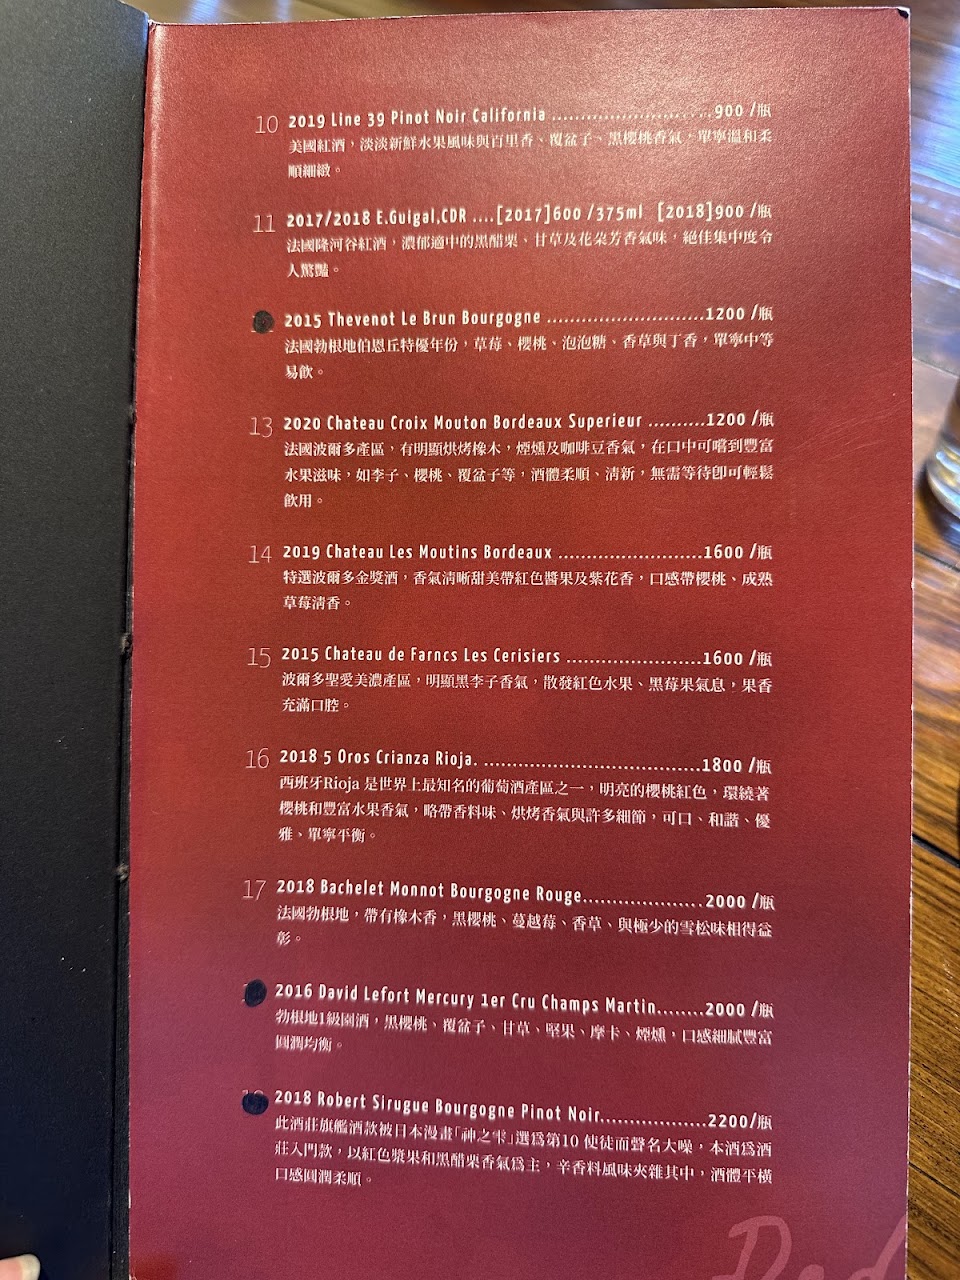 10 2019 Line 39 Pinot Noir California ............................900 /瓶
美國紅酒，淡淡新鮮水果風味與百里香、覆盆子、黑櫻桃香氣，單寧溫和柔
順細緻。
11 2017/2018 E.Guigal,CDR ....[2017]600 /375ml [2018]900 /瓶
法國隆河谷紅酒，濃郁適中的黑醋栗、甘草及花朵芳香氣味，絕佳集中度令
人驚豔。
2015 Thevenot Le Brun Bourgogne ...........................1200 /瓶
法國勃根地伯恩丘特優年份，草莓、櫻桃、泡泡糖、香草與丁香，單寧中等
易飲。
13 2020 Chateau Croix Mouton Bordeaux Superieur ..........1200 /瓶
法國波爾多產區，有明顯烘烤橡木，煙燻及咖啡豆香氣，在口中可嚐到豐富
水果滋味，如李子、櫻桃、覆盆子等，酒體柔順、清新，無需等待即可輕鬆
飲用。
14 2019 Chateau Les Moutins Bordeaux .........................1600 /瓶
特選波爾多金獎酒，香氣清晰甜美帶紅色醬果及紫花香，口感帶櫻桃、成熟
草莓清香。
15 2015 Chateau de Farncs Les Cerisiers ........................1600 /瓶
波爾多聖愛美濃產區，明顯黑李子香氣，散發紅色水果、黑莓果氣息，果香
充滿口腔。
16 2018 5 Oros Crianza Rioja. ......................................1800 /瓶
西班牙Rioja 是世界上最知名的葡萄酒產區之一，明亮的櫻桃紅色，環繞著
櫻桃和豐富水果香氣，略帶香料味、烘烤香氣與許多細節，可口、和諧、優
雅、單寧平衡。
17 2018 Bachelet Monnot Bourgogne Rouge.....................2000 /瓶
法國勃根地，帶有橡木香，黑櫻桃、蔓越莓、香草、與極少的雪松味相得益
彰。
2016 David Lefort Mercury 1er Cru Champs Martin........2000 /瓶
勃根地1級園酒，黑櫻桃、覆盆子、甘草、堅果、摩卡、煙燻，口感細膩豐富
圓潤均衡。
2018 Robert Sirugue Bourgogne Pinot Noir...................2200/瓶
此酒莊旗艦酒款被日本漫畫「神之雫」選為第10 使徒而聲名大噪，本酒為酒
莊入門款，以紅色漿果和黑醋栗香氣為主，辛香料風味夾雜其中，酒體平橫
口感圓潤柔順。